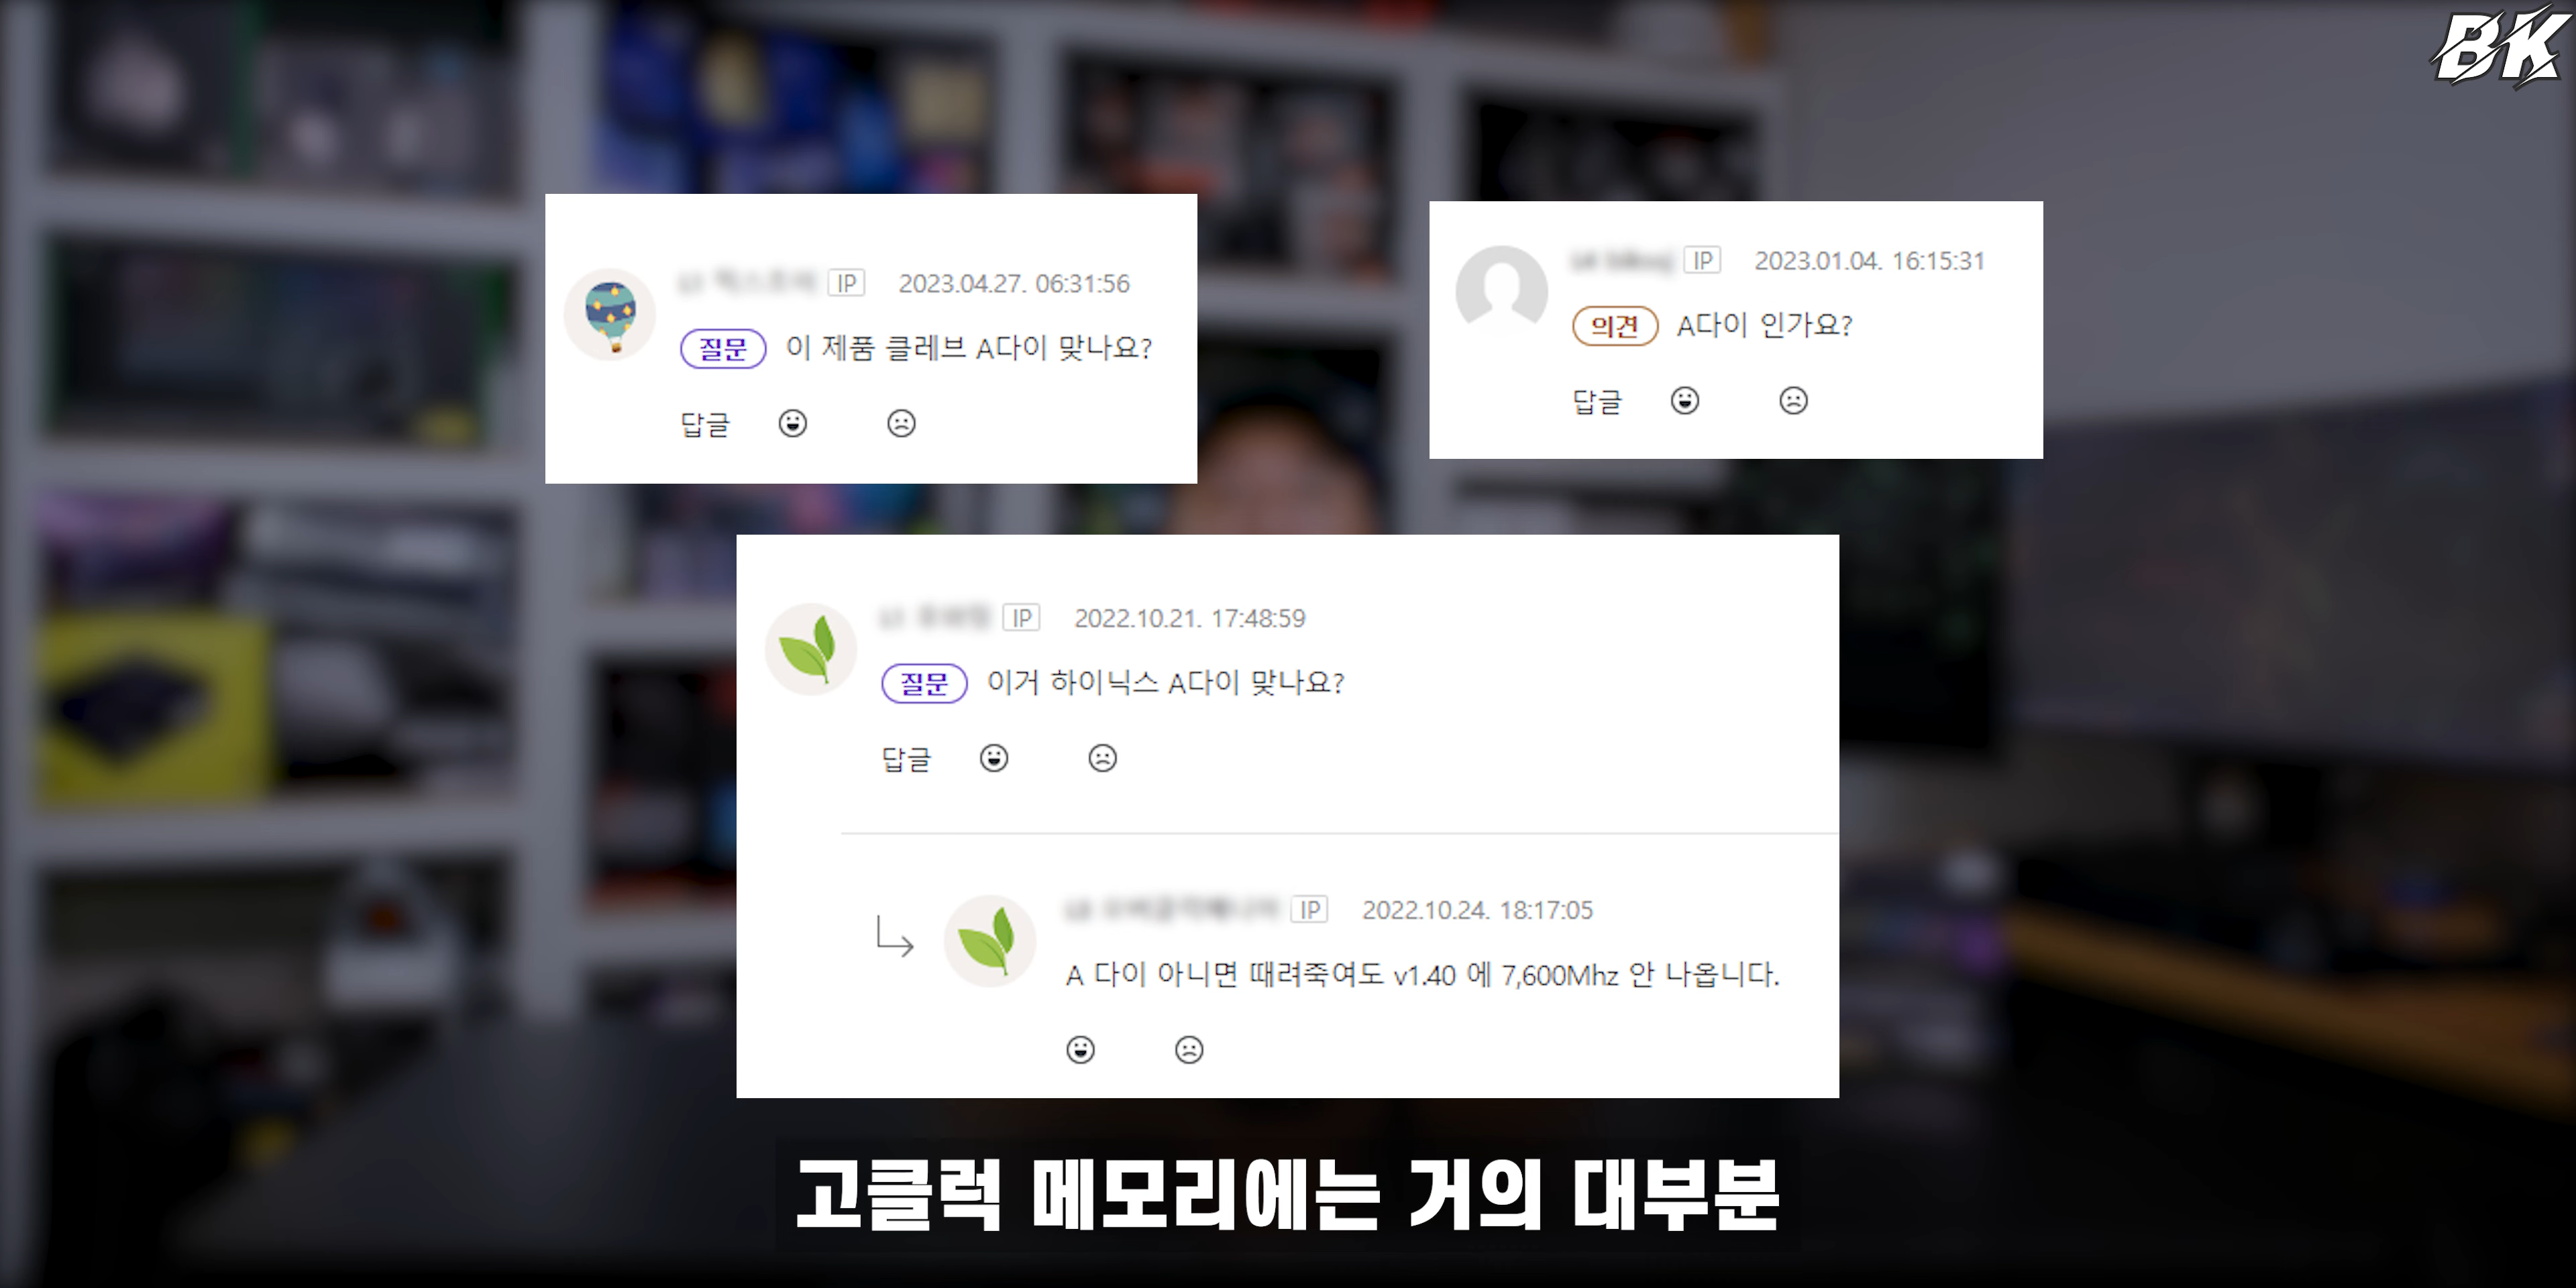 BK
IP 2023.04.27. 06:31:56
질문 이 제품 클레브 A다이 맞나요?
답글
IP 2023.01.04. 16:15:31
의견 A다이 인가요?
답글
IP 2022.10.21. 17:48:59
질문 이거 하이닉스 A다이 맞나요?
답글
IP 2022.10.24. 18:17:05
A 다이 아니면 때려죽여도 v1.40 에 7,600Mhz 안 나옵니다.
고클럭 메모리에는 거의 대부분